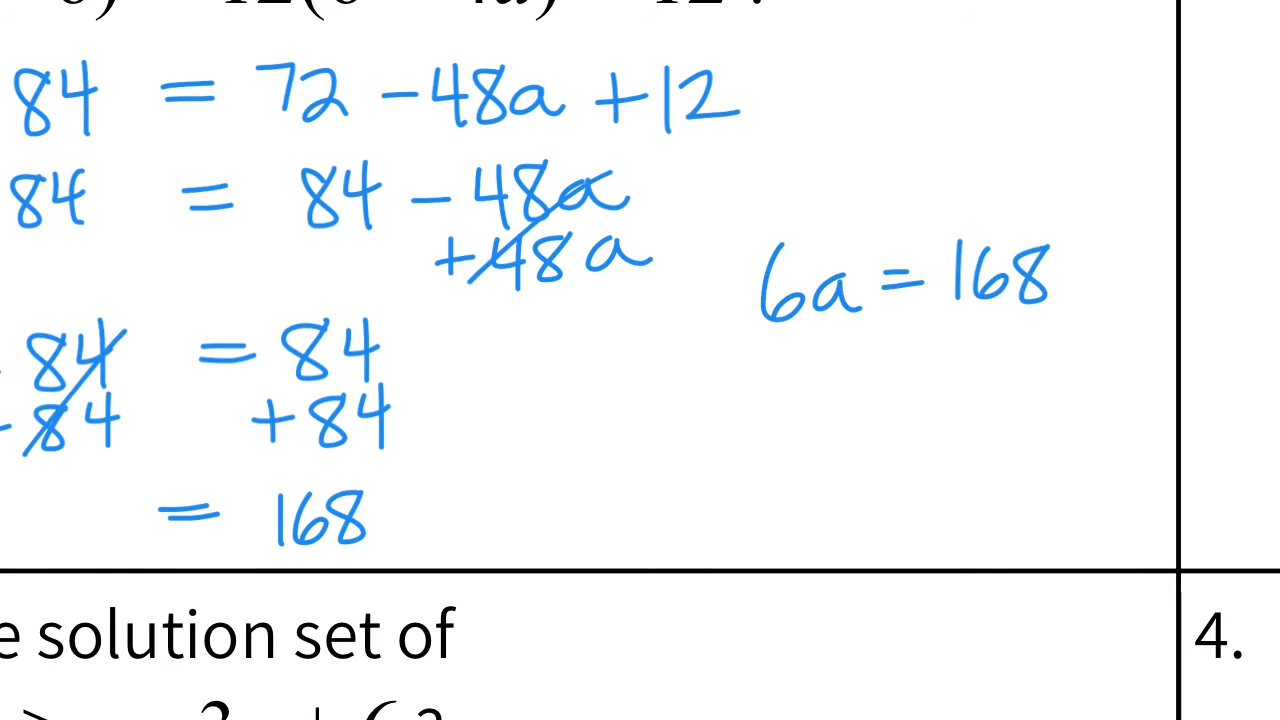 84 = 72 - 48a + 12
84 = 84 - 48a
+48a
6a = 168
84 = 84
84 +84
= 168
e solution set of
4.